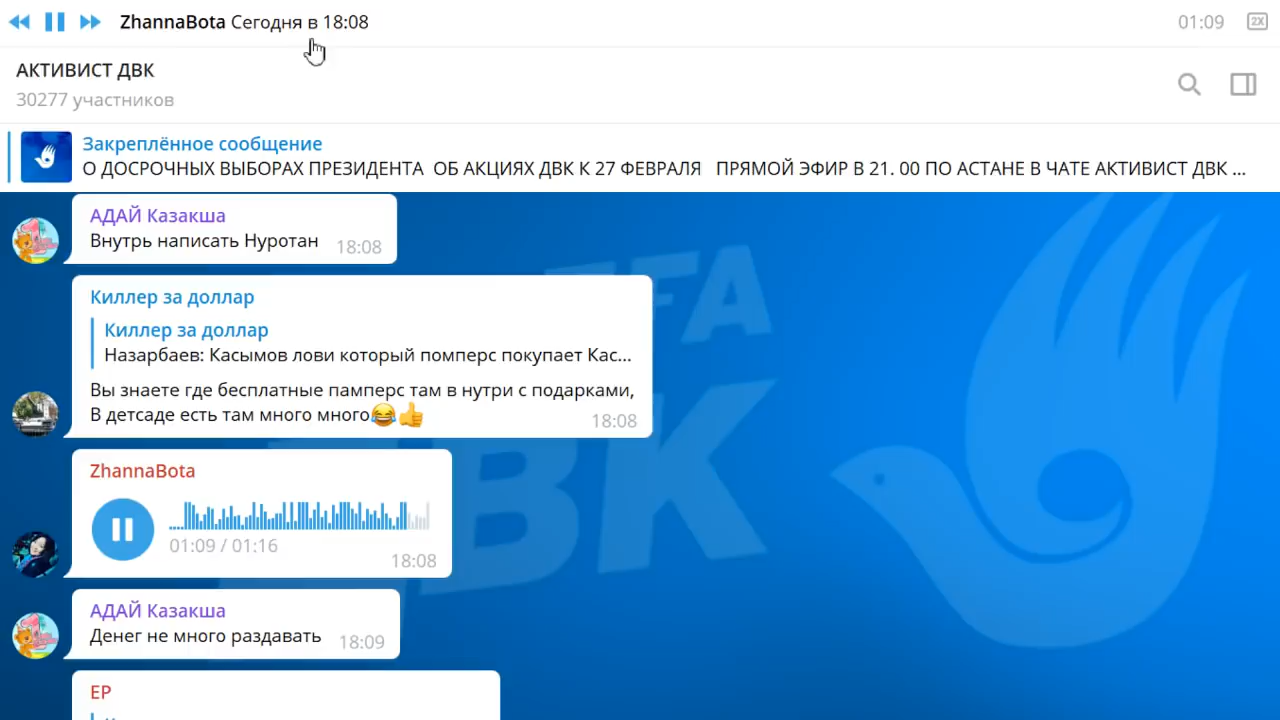 ZhannaBota Сегодня в 18:08
01:09
2X
АКТИВИСТ ДВК
30277 участников
Закреплённое сообщение
О ДОСРОЧНЫХ ВЫБОРАХ ПРЕЗИДЕНТА ОБ АКЦИЯХ ДВК К 27 ФЕВРАЛЯ ПРЯМОЙ ЭФИР В 21. 00 ПО АСТАНЕ В ЧАТЕ АКТИВИСТ ДВК ...
АДАЙ Казакша
Внутрь написать Нуротан 18:08
Киллер за доллар
Киллер за доллар
Назарбаев: Касымов лови который помперс покупает Кас...
Вы знаете где бесплатные памперс там в нутри с подарками,
В детсаде есть там много много😂👍 18:08
ZhannaBota
01:09 / 01:16
18:08
АДАЙ Казакша
Денег не много раздавать 18:09
ЕР